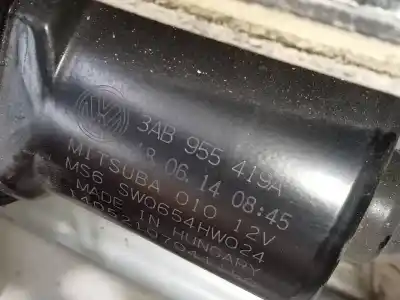 3AB 955 419A
18.06.14 08:45
MITSUBA 010 12V
MS6 SW0654HW024
MADE IN HUNGARY